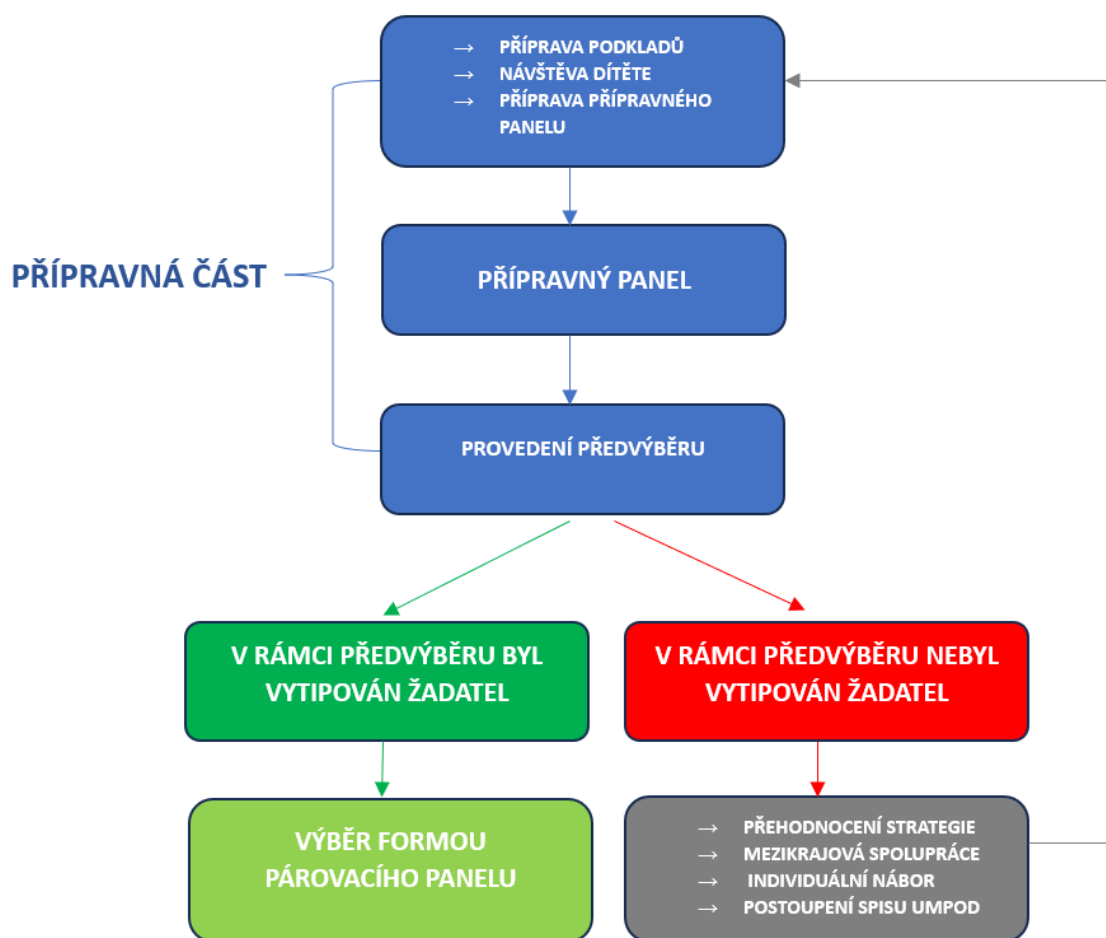 → PŘÍPRAVA PODKLADŮ
→ NÁVŠTĚVA DÍTĚTE
→ PŘÍPRAVA PŘÍPRAVNÉHO
PANELU
PŘÍPRAVNÁ ČÁST
PŘÍPRAVNÝ PANEL
PROVEDENÍ PŘEDVÝBĚRU
V RÁMCI PŘEDVÝBĚRU BYL
VYTIPOVÁN ŽADATEL
V RÁMCI PŘEDVÝBĚRU NEBYL
VYTIPOVÁN ŽADATEL
VÝBĚR FORMOU
PÁROVACÍHO PANELU
→ PŘEHODNOCENÍ STRATEGIE
→ MEZIKRAJOVÁ SPOLUPRÁCE
→ INDIVIDUÁLNÍ NÁBOR
→ POSTOUPENÍ SPISU UMPOD